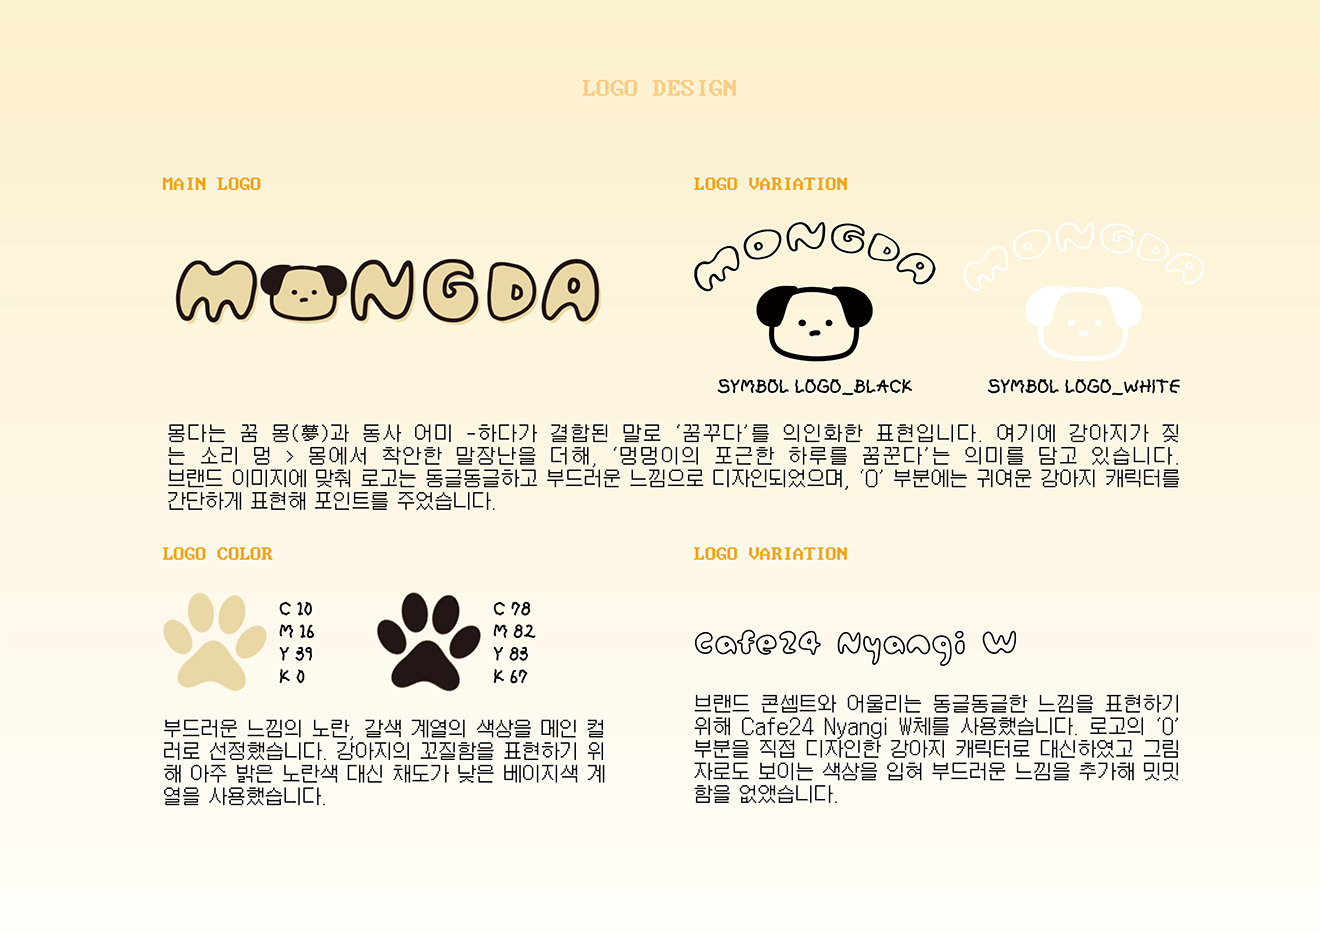 LOGO DESIGN
MAIN LOGO
MONGDA
LOGO VARIATION
MONGDA
SYMBOL LOGO_BLACK
MONGDA
SYMBOL LOGO_WHITE
몽다는 꿈 몽(夢)과 동사 어미 -하다가 결합된 말로 ‘꿈꾸다’를 의인화한 표현입니다. 여기에 강아지가 짖
는 소리 멍 > 몽에서 착안한 말장난을 더해, ‘멍멍이의 포근한 하루를 꿈꾼다’는 의미를 담고 있습니다.
브랜드 이미지에 맞춰 로고는 동글동글하고 부드러운 느낌으로 디자인되었으며, ‘O’ 부분에는 귀여운 강아지 캐릭터를
간단하게 표현해 포인트를 주었습니다.
LOGO COLOR
C 10
M 16
Y 39
K 0
C 78
M 82
Y 83
K 67
부드러운 느낌의 노란, 갈색 계열의 색상을 메인 컬
러로 선정했습니다. 강아지의 꼬질함을 표현하기 위
해 아주 밝은 노란색 대신 채도가 낮은 베이지색 계
열을 사용했습니다.
LOGO VARIATION
Cafe24 Nyangi W
브랜드 콘셉트와 어울리는 동글동글한 느낌을 표현하기
위해 Cafe24 Nyangi W체를 사용했습니다. 로고의 ‘O’
부분을 직접 디자인한 강아지 캐릭터로 대신하였고 그림
자로도 보이는 색상을 입혀 부드러운 느낌을 추가해 밋밋
함을 없앴습니다.